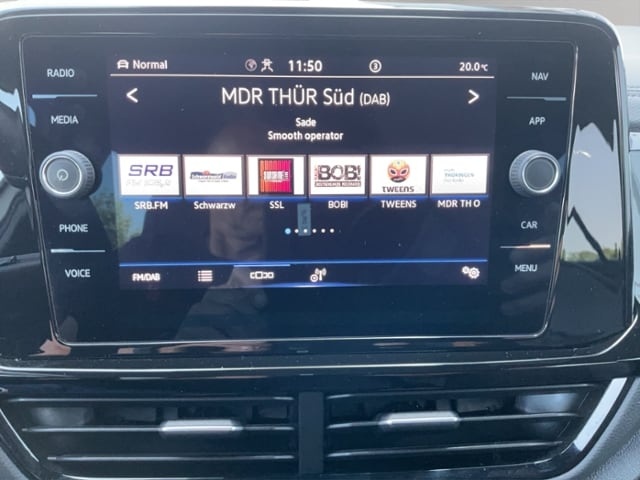 RADIO
MEDIA
PHONE
VOICE
Normal
11:50
3
20.0°C
< MDR THÜR Süd (DAB) >
Sade
Smooth operator
SRB
BOB!
TWEENS
SRB.FM
Schwarzw
SSL
BOB!
TWEENS
MDR TH O
FM/DAB
NAV
APP
CAR
MENU